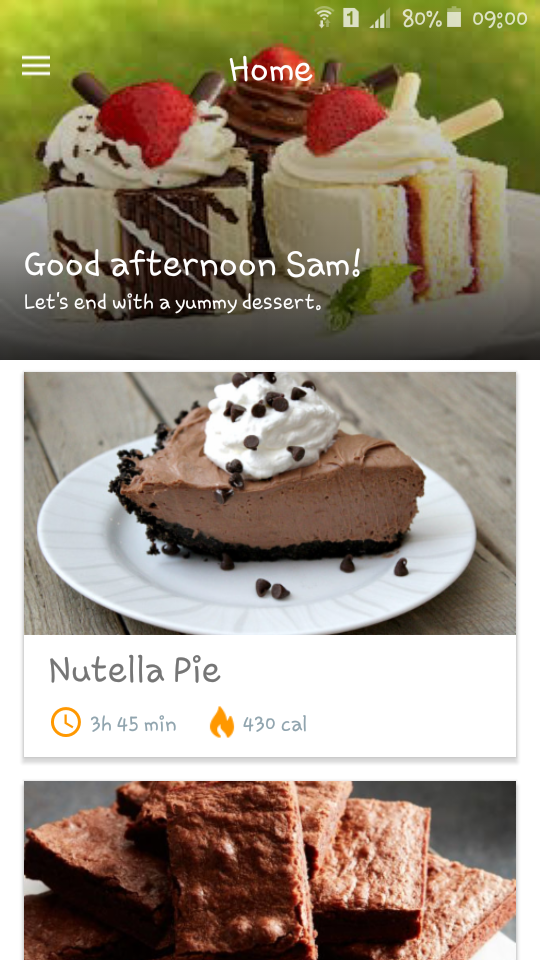 1 80% 09:00
Home
Good afternoon Sam!
Let's end with a yummy dessert.
Nutella Pie
3h 45 min 430 cal